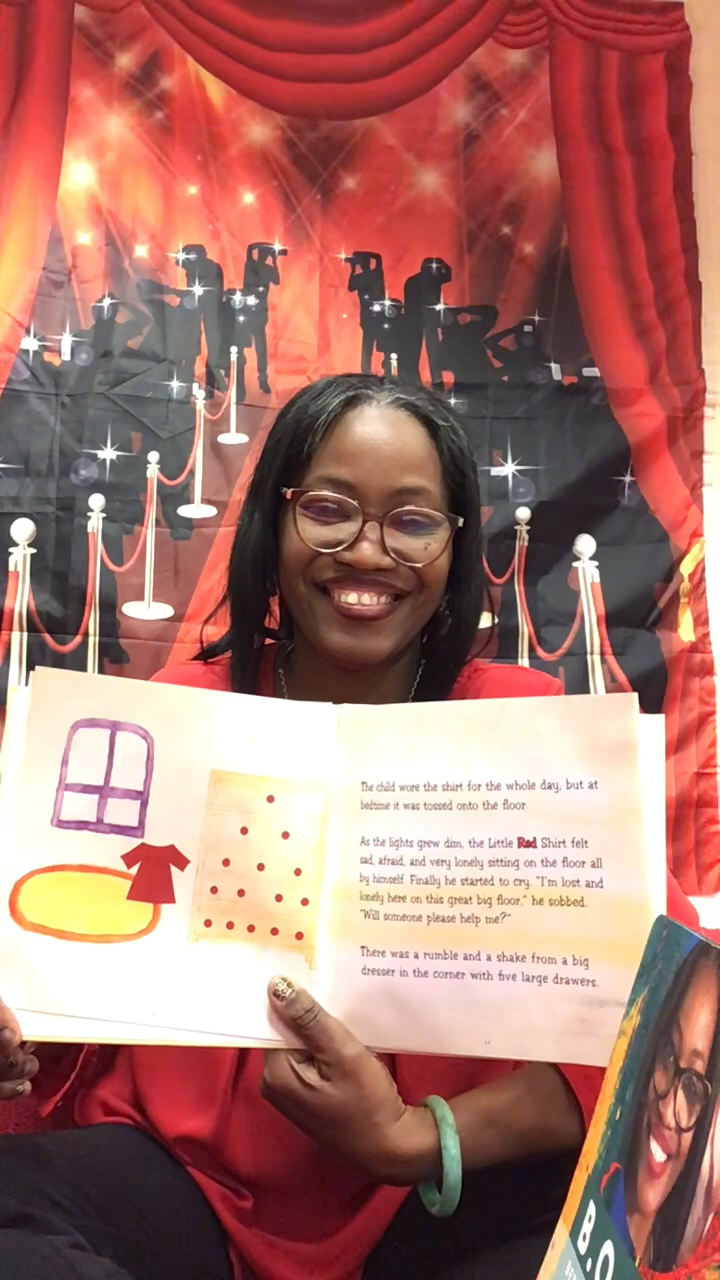 The child wore the shirt for the whole day, but at
bedtime it was tossed onto the floor.
As the lights grew dim, the Little Red Shirt felt
sad, afraid, and very lonely sitting on the floor all
by himself. Finally he started to cry. "I'm lost and
lonely here on this great big floor," he sobbed.
"Will someone please help me?"
There was a rumble and a shake from a big
dresser in the corner with five large drawers.
B.O